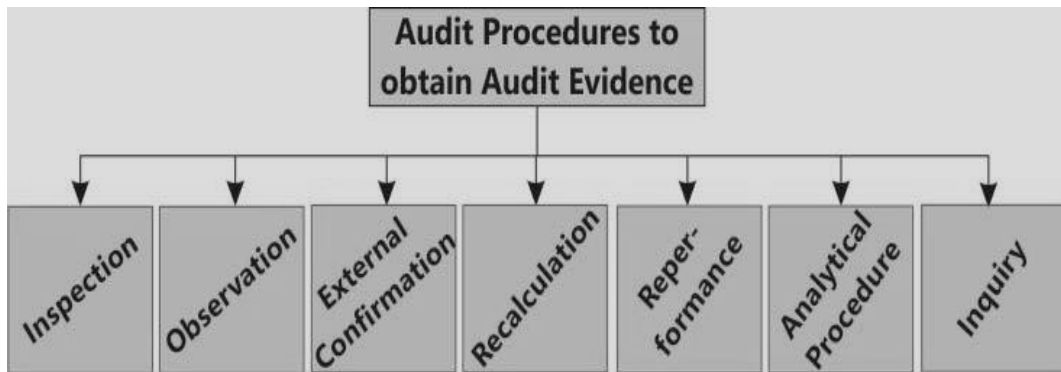 Audit Procedures to
obtain Audit Evidence
Inspection
Observation
External
Confirmation
Recalculation
Reper-
formance
Analytical
Procedure
Inquiry